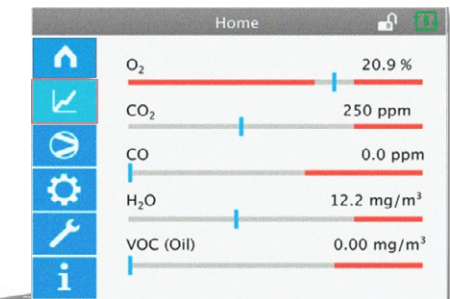 Home
O₂ 20.9 %
CO₂ 250 ppm
CO 0.0 ppm
H₂O 12.2 mg/m³
VOC (Oil) 0.00 mg/m³
i